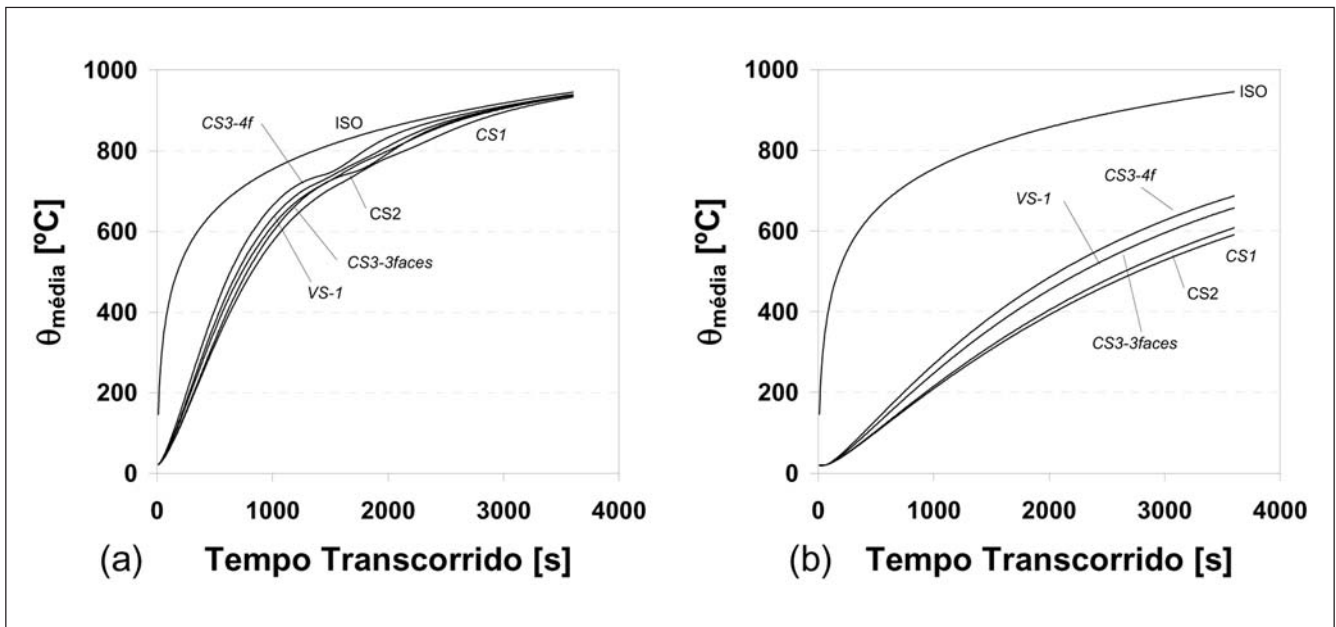 1000
800
600
400
200
0
θmédia [ºC]
CS3-4f
ISO
CS1
CS2
CS3-3faces
VS-1
0 1000 2000 3000 4000
(a) Tempo Transcorrido [s]
1000
800
600
400
200
0
θmédia [ºC]
ISO
CS3-4f
VS-1
CS1
CS2
CS3-3faces
0 1000 2000 3000 4000
(b) Tempo Transcorrido [s]